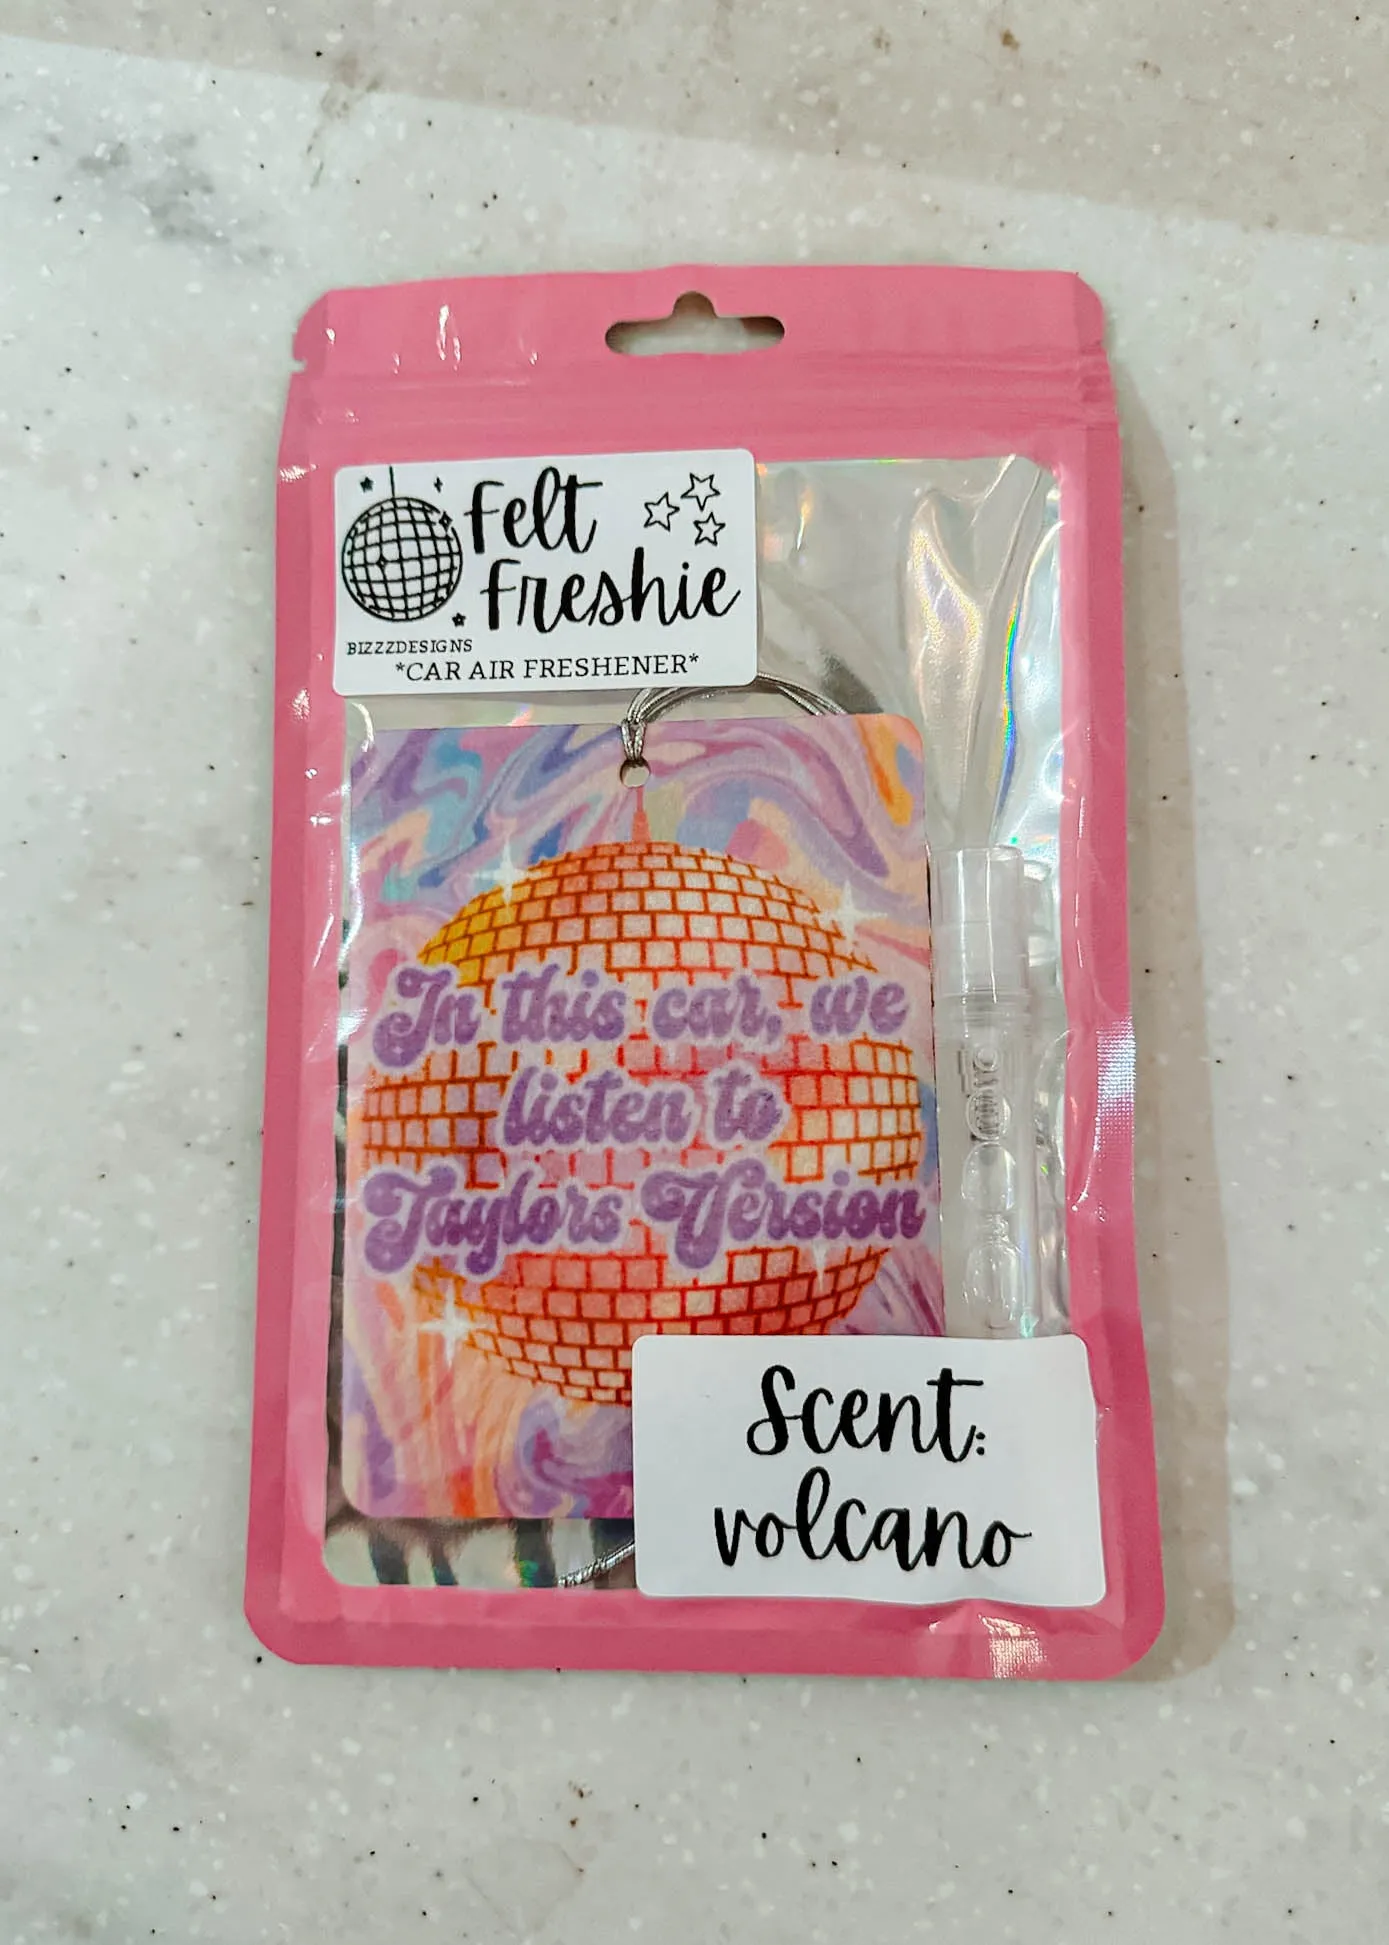 Felt
Freshie
BIZZZDESIGNS
*CAR AIR FRESHENER*
In this car, we
listen to
Taylors Version
Scent:
volcano